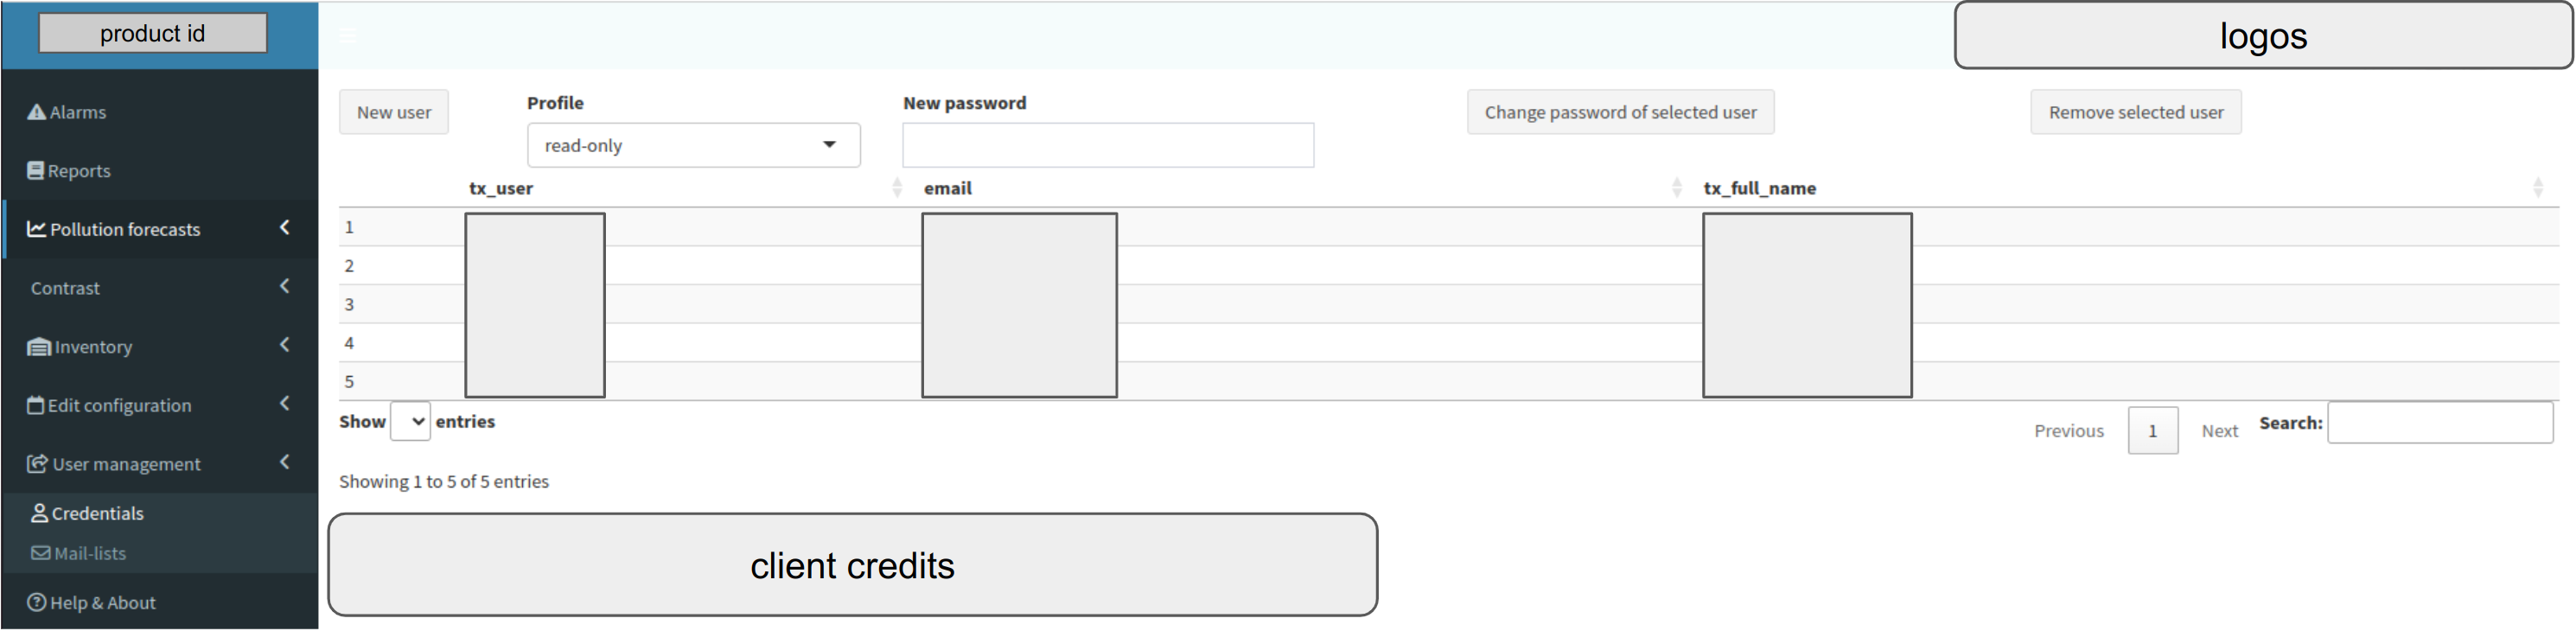 product id
logos
Alarms
Reports
Pollution forecasts
Contrast
Inventory
Edit configuration
User management
Credentials
Mail-lists
Help & About
New user
Profile
read-only
New password
Change password of selected user
Remove selected user
tx_user email tx_full_name
1
2
3
4
5
Show entries
Previous 1 Next Search:
Showing 1 to 5 of 5 entries
client credits